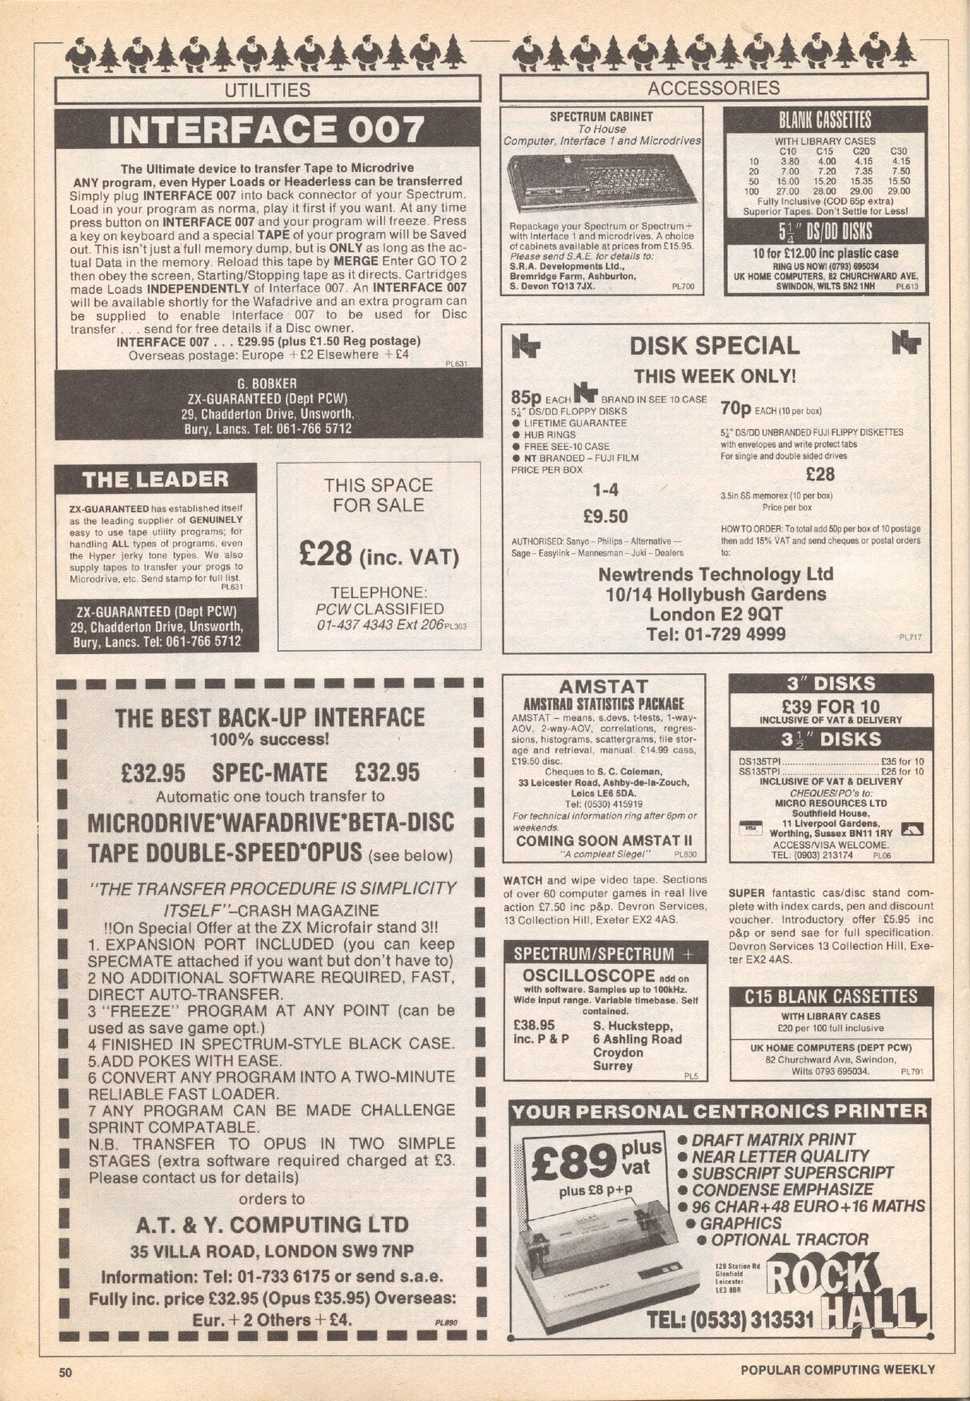 UTILITIES
INTERFACE 007
The Ultimate device to transfer Tape to Microdrive
ANY program, even Hyper Loads or Headerless can be transferred
Simply plug INTERFACE 007 into back connector of your Spectrum.
Load in your program as norma, play it first if you want. At any time
press button on INTERFACE 007 and your program will freeze. Press
a key on keyboard and a special TAPE of your program will be Saved
out. This isn't just a full memory dump, but is ONLY as long as the ac-
tual Data in the memory. Reload this tape by MERGE Enter GO TO 2
then obey the screen, Starting/Stopping tape as it directs. Cartridges
made Loads INDEPENDENTLY of Interface 007. An INTERFACE 007
will be available shortly for the Wafadrive and an extra program can
be supplied to enable Interface 007 to be used for Disc
transfer . . . send for free details if a Disc owner.
INTERFACE 007 . . . £29.95 (plus £1.50 Reg postage)
Overseas postage: Europe + £2 Elsewhere + £4
PL631
G. BOBKER
ZX-GUARANTEED (Dept PCW)
29, Chadderton Drive, Unsworth,
Bury, Lancs. Tel: 061-766 5712
THE LEADER
ZX-GUARANTEED has established itself
as the leading supplier of GENUINELY
easy to use tape utility programs; for
handling ALL types of programs, even
the Hyper jerky tone types. We also
supply tapes to transfer your progs to
Microdrive, etc. Send stamp for full list.
PL631
ZX-GUARANTEED (Dept PCW)
29, Chadderton Drive, Unsworth,
Bury, Lancs. Tel: 061-766 5712
THIS SPACE
FOR SALE
£28 (inc. VAT)
TELEPHONE:
PCW CLASSIFIED
01-437 4343 Ext 206 PL303
THE BEST BACK-UP INTERFACE
100% success!
£32.95 SPEC-MATE £32.95
Automatic one touch transfer to
MICRODRIVE*WAFADRIVE*BETA-DISC
TAPE DOUBLE-SPEED*OPUS (see below)
"THE TRANSFER PROCEDURE IS SIMPLICITY
ITSELF"–CRASH MAGAZINE
!!On Special Offer at the ZX Microfair stand 3!!
1. EXPANSION PORT INCLUDED (you can keep
SPECMATE attached if you want but don't have to)
2 NO ADDITIONAL SOFTWARE REQUIRED, FAST,
DIRECT AUTO-TRANSFER.
3 "FREEZE" PROGRAM AT ANY POINT (can be
used as save game opt.)
4 FINISHED IN SPECTRUM-STYLE BLACK CASE.
5.ADD POKES WITH EASE.
6 CONVERT ANY PROGRAM INTO A TWO-MINUTE
RELIABLE FAST LOADER.
7 ANY PROGRAM CAN BE MADE CHALLENGE
SPRINT COMPATABLE.
N.B. TRANSFER TO OPUS IN TWO SIMPLE
STAGES (extra software required charged at £3.
Please contact us for details)
orders to
A.T. & Y. COMPUTING LTD
35 VILLA ROAD, LONDON SW9 7NP
Information: Tel: 01-733 6175 or send s.a.e.
Fully inc. price £32.95 (Opus £35.95) Overseas:
Eur. + 2 Others + £4.
PL890
ACCESSORIES
SPECTRUM CABINET
To House
Computer, Interface 1 and Microdrives
Repackage your Spectrum or Spectrum+
with Interface 1 and microdrives. A choice
of cabinets available at prices from £15.95.
Please send S.A.E. for details to:
S.R.A. Developments Ltd.,
Bremridge Farm, Ashburton,
S. Devon TQ13 7JX.
PL700
BLANK CASSETTES
WITH LIBRARY CASES
C10 C15 C20 C30
10 3.80 4.00 4.15 4.15
20 7.00 7.20 7.35 7.50
50 15.00 15.20 15.35 15.50
100 27.00 28.00 29.00 29.00
Fully Inclusive (COD 65p extra)
Superior Tapes. Don't Settle for Less!
5¼" DS/DD DISKS
10 for £12.00 inc plastic case
RING US NOW! (0793) 695034
UK HOME COMPUTERS, 82 CHURCHWARD AVE,
SWINDON, WILTS SN2 1NH PL613
NT DISK SPECIAL NT
THIS WEEK ONLY!
85p EACH NT BRAND IN SEE 10 CASE
5¼" DS/DD FLOPPY DISKS
● LIFETIME GUARANTEE
● HUB RINGS
● FREE SEE-10 CASE
● NT BRANDED – FUJI FILM
PRICE PER BOX
1-4
£9.50
AUTHORISED: Sanyo – Philips – Alternative —
Sage – Easylink – Mannesman – Juki – Dealers
70p EACH (10 per box)
5¼" DS/DD UNBRANDED FUJI FLIPPY DISKETTES
with envelopes and write protect tabs
For single and double sided drives
£28
3.5in SS memorex (10 per box)
Price per box
HOW TO ORDER: To total add 50p per box of 10 postage
then add 15% VAT and send cheques or postal orders
to:
Newtrends Technology Ltd
10/14 Hollybush Gardens
London E2 9QT
Tel: 01-729 4999
PL717
AMSTAT
AMSTRAD STATISTICS PACKAGE
AMSTAT – means, s.devs, t-tests, 1-way-
AOV, 2-way-AOV, correlations, regres-
sions, histograms, scattergrams, file stor-
age and retrieval, manual. £14.99 cass,
£19.50 disc.
Cheques to S. C. Coleman,
33 Leicester Road, Ashby-de-la-Zouch,
Leics LE6 5DA.
Tel: (0530) 415919
For technical information ring after 6pm or
weekends.
COMING SOON AMSTAT II
"A compleat Siegel" PL830
3" DISKS
£39 FOR 10
INCLUSIVE OF VAT & DELIVERY
3½" DISKS
DS135TPI .................... £35 for 10
SS135TPI .................... £25 for 10
INCLUSIVE OF VAT & DELIVERY
CHEQUES/PO's to:
MICRO RESOURCES LTD
Southfield House,
11 Liverpool Gardens,
Worthing, Sussex BN11 1RY
ACCESS/VISA WELCOME.
TEL: (0903) 213174 PL06
WATCH and wipe video tape. Sections
of over 60 computer games in real live
action £7.50 inc p&p. Devron Services,
13 Collection Hill, Exeter EX2 4AS.
SUPER fantastic cas/disc stand com-
plete with index cards, pen and discount
voucher. Introductory offer £5.95 inc
p&p or send sae for full specification.
Devron Services 13 Collection Hill, Exe-
ter EX2 4AS.
SPECTRUM/SPECTRUM +
OSCILLOSCOPE add on
with software. Samples up to 100kHz.
Wide input range. Variable timebase. Self
contained.
£38.95
inc. P & P
S. Huckstepp,
6 Ashling Road
Croydon
Surrey
PL5
C15 BLANK CASSETTES
WITH LIBRARY CASES
£20 per 100 full inclusive
UK HOME COMPUTERS (DEPT PCW)
82 Churchward Ave, Swindon,
Wilts 0793 695034. PL791
YOUR PERSONAL CENTRONICS PRINTER
£89 plus vat
plus £8 p+p
● DRAFT MATRIX PRINT
● NEAR LETTER QUALITY
● SUBSCRIPT SUPERSCRIPT
● CONDENSE EMPHASIZE
● 96 CHAR+48 EURO+16 MATHS
● GRAPHICS
● OPTIONAL TRACTOR
128 Station Rd
Glenfield
Leicester
LE3 8BR
ROCK HALL
TEL: (0533) 313531
50
POPULAR COMPUTING WEEKLY